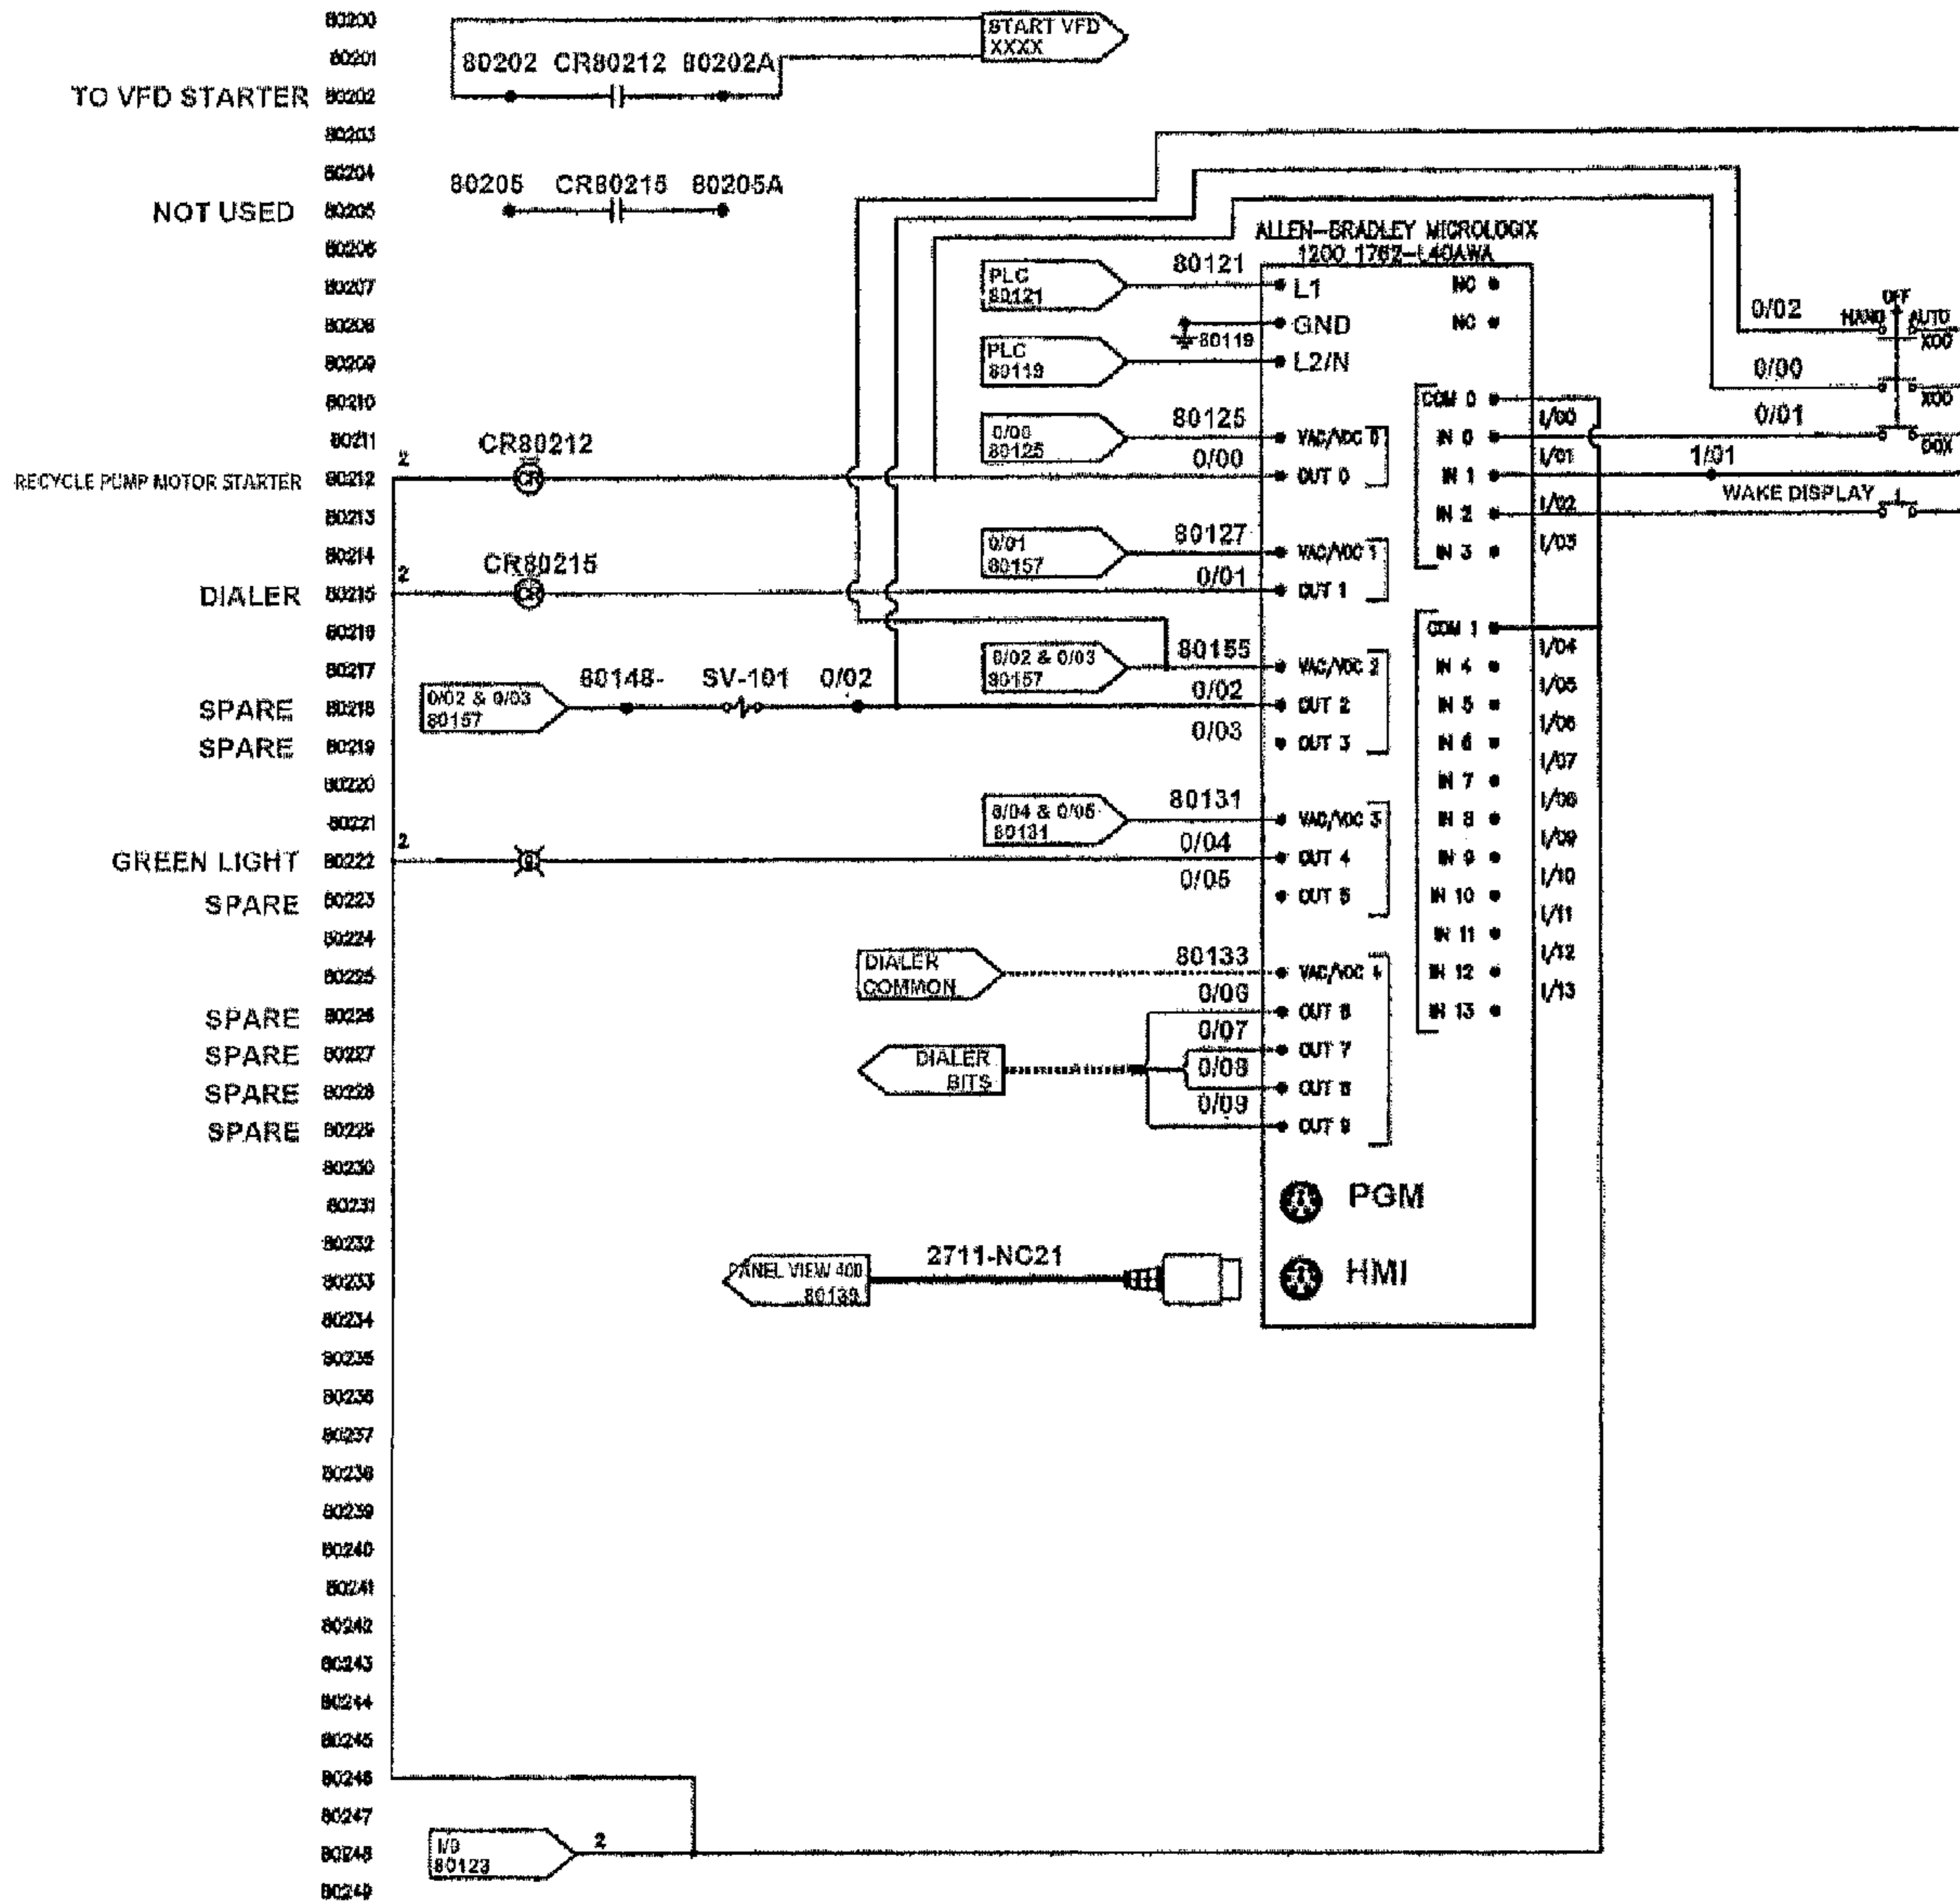 80200
START VFD
XXXX
80201
80202 CR80212 80202A
TO VFD STARTER 80202
80203
80204
80205 CR80215 80205A
NOT USED 80205
80206
ALLEN-BRADLEY MICROLOGIX
1200 1762-L40AWA
80207
PLC
80121
80121
L1
NC
80208
GND
NC
80119
0/02
HAND
OFF
AUTO
XOO
80209
PLC
80119
L2/N
0/00
XOO
80210
COM 0
I/00
0/01
OOX
80211
CR80212
0/00
80125
80125
VAC/VDC 0
IN 0
I/01
RECYCLE PUMP MOTOR STARTER 80212
2
CR
0/00
OUT 0
IN 1
1/01
WAKE DISPLAY
80213
IN 2
I/02
80214
CR80215
0/01
80157
80127
VAC/VDC 1
IN 3
I/03
DIALER 80215
2
CR
0/01
OUT 1
80216
COM 1
I/04
80217
0/02 & 0/03
80157
80155
VAC/VDC 2
IN 4
I/05
SPARE 80218
0/02 & 0/03
80157
80148- SV-101 0/02
0/02
OUT 2
IN 5
I/06
SPARE 80219
0/03
OUT 3
IN 6
I/07
80220
IN 7
I/08
80221
0/04 & 0/05
80131
80131
VAC/VDC 3
IN 8
I/09
GREEN LIGHT 80222
2
G
0/04
OUT 4
IN 9
I/10
SPARE 80223
0/05
OUT 5
IN 10
I/11
80224
IN 11
I/12
80225
DIALER
COMMON
80133
VAC/VDC 4
IN 12
I/13
SPARE 80226
0/06
OUT 6
IN 13
SPARE 80227
0/07
OUT 7
DIALER
BITS
SPARE 80228
0/08
OUT 8
SPARE 80229
0/09
OUT 9
80230
80231
PGM
80232
80233
PANEL VIEW 400
80139
2711-NC21
HMI
80234
80235
80236
80237
80238
80239
80240
80241
80242
80243
80244
80245
80246
80247
80248
I/0
80123
2
80249